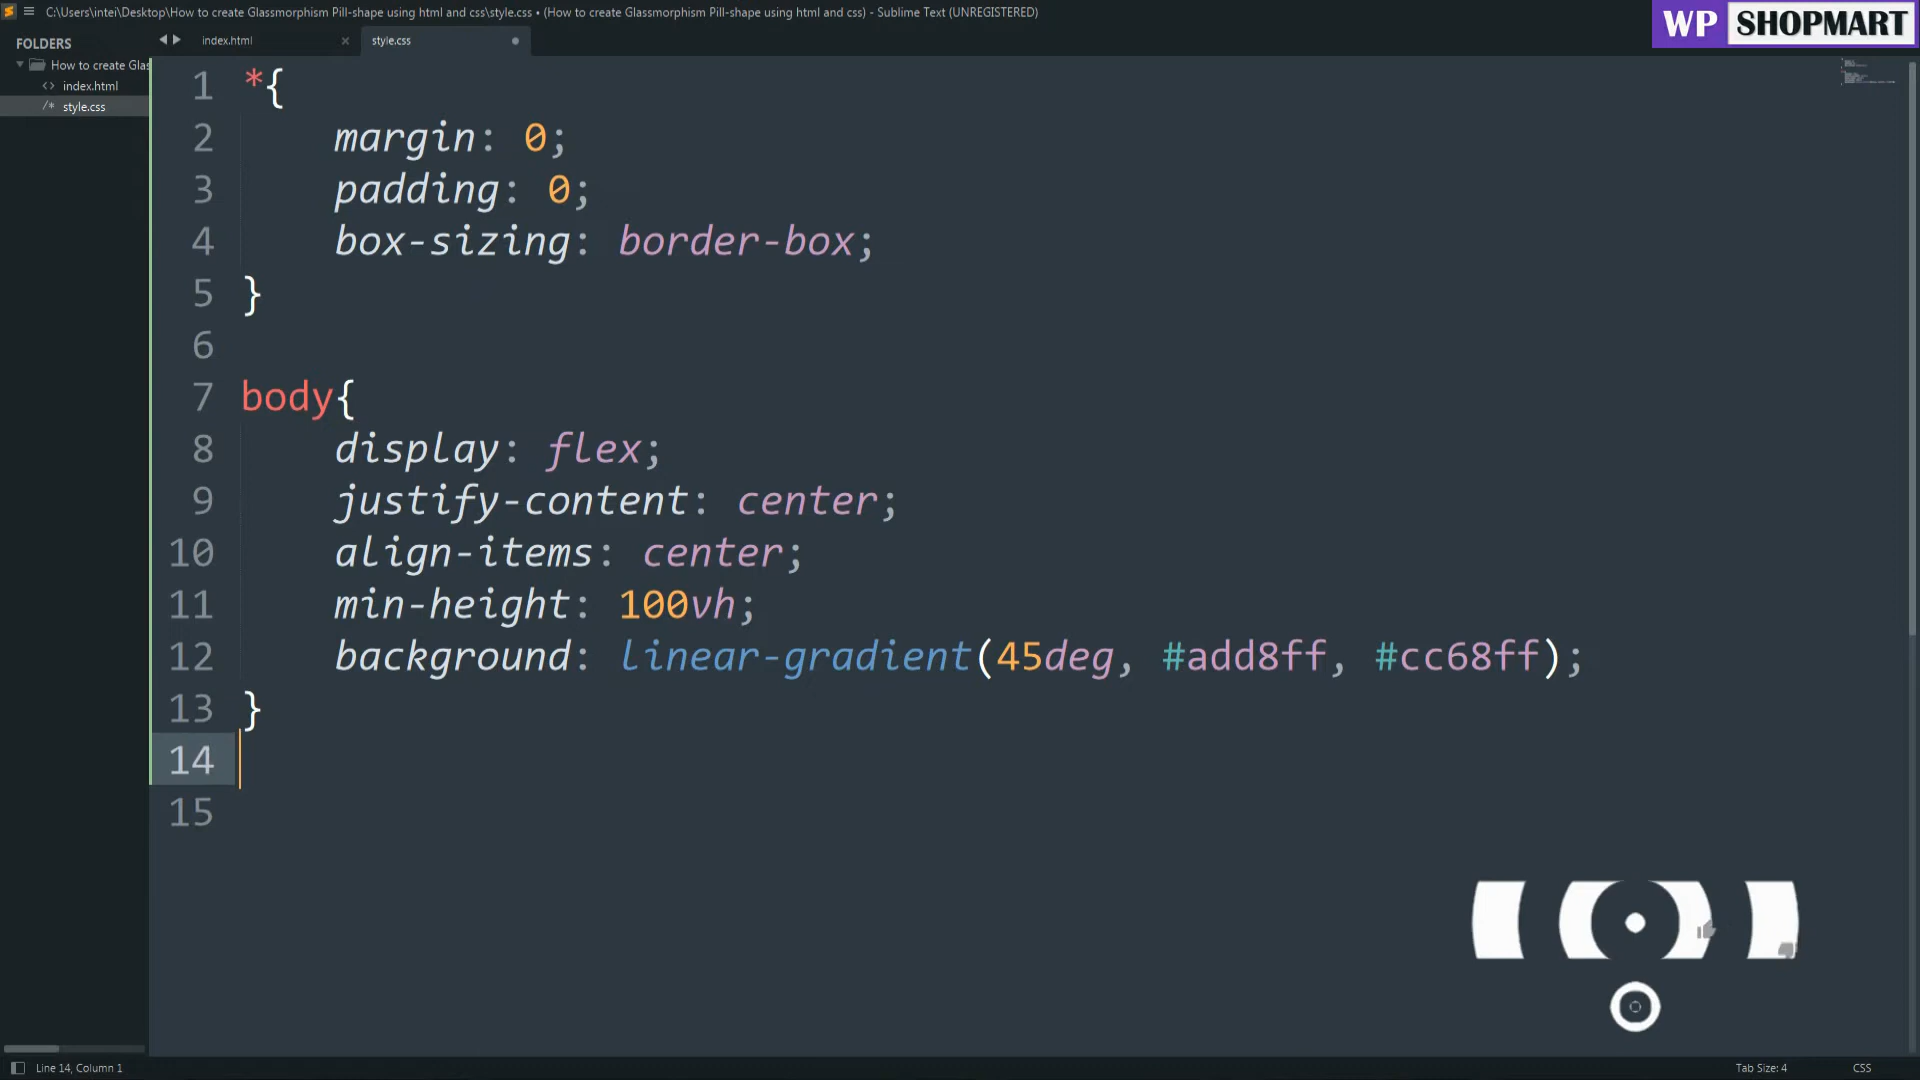 C:\Users\intei\Desktop\How to create Glassmorphism Pill-shape using html and css\style.css • (How to create Glassmorphism Pill-shape using html and css) - Sublime Text (UNREGISTERED)
WP SHOPMART
FOLDERS
How to create Glas
index.html
style.css
index.html
style.css
1 *{
2 margin: 0;
3 padding: 0;
4 box-sizing: border-box;
5 }
6
7 body{
8 display: flex;
9 justify-content: center;
10 align-items: center;
11 min-height: 100vh;
12 background: linear-gradient(45deg, #add8ff, #cc68ff);
13 }
14
15
Line 14, Column 1
Tab Size: 4
CSS